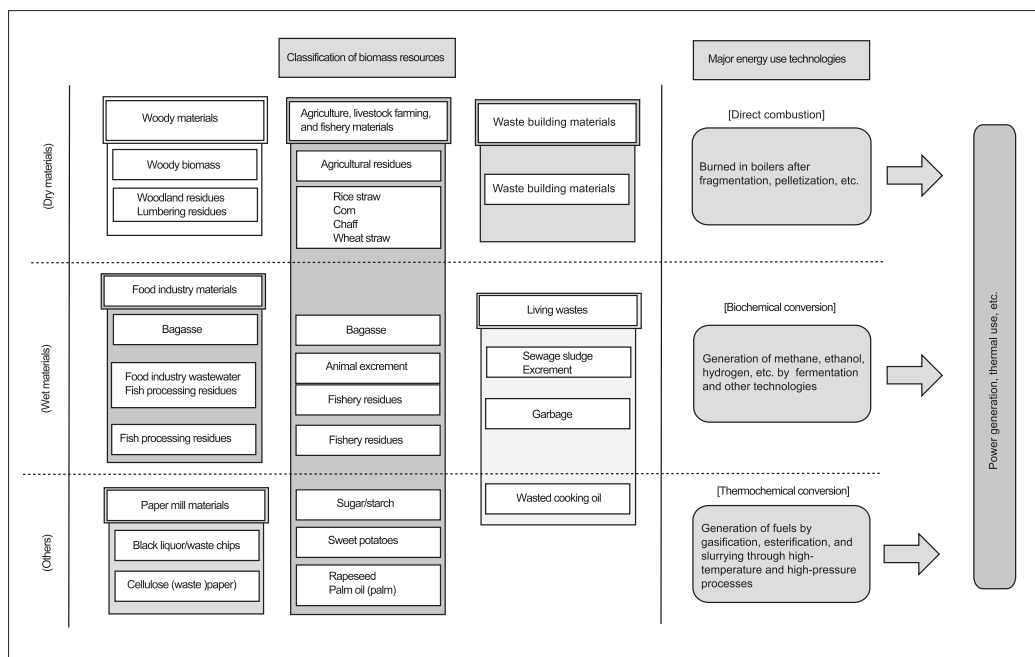 Classification of biomass resources
Major energy use technologies
(Dry materials)
Woody materials
Woody biomass
Woodland residues
Lumbering residues
Agriculture, livestock farming,
and fishery materials
Agricultural residues
Rice straw
Corn
Chaff
Wheat straw
Waste building materials
Waste building materials
[Direct combustion]
Burned in boilers after
fragmentation, pelletization, etc.
(Wet materials)
Food industry materials
Bagasse
Food industry wastewater
Fish processing residues
Fish processing residues
Bagasse
Animal excrement
Fishery residues
Fishery residues
Living wastes
Sewage sludge
Excrement
Garbage
[Biochemical conversion]
Generation of methane, ethanol,
hydrogen, etc. by fermentation
and other technologies
(Others)
Paper mill materials
Black liquor/waste chips
Cellulose (waste )paper)
Sugar/starch
Sweet potatoes
Rapeseed
Palm oil (palm)
Wasted cooking oil
[Thermochemical conversion]
Generation of fuels by
gasification, esterification, and
slurrying through high-
temperature and high-pressure
processes
Power generation, thermal use, etc.